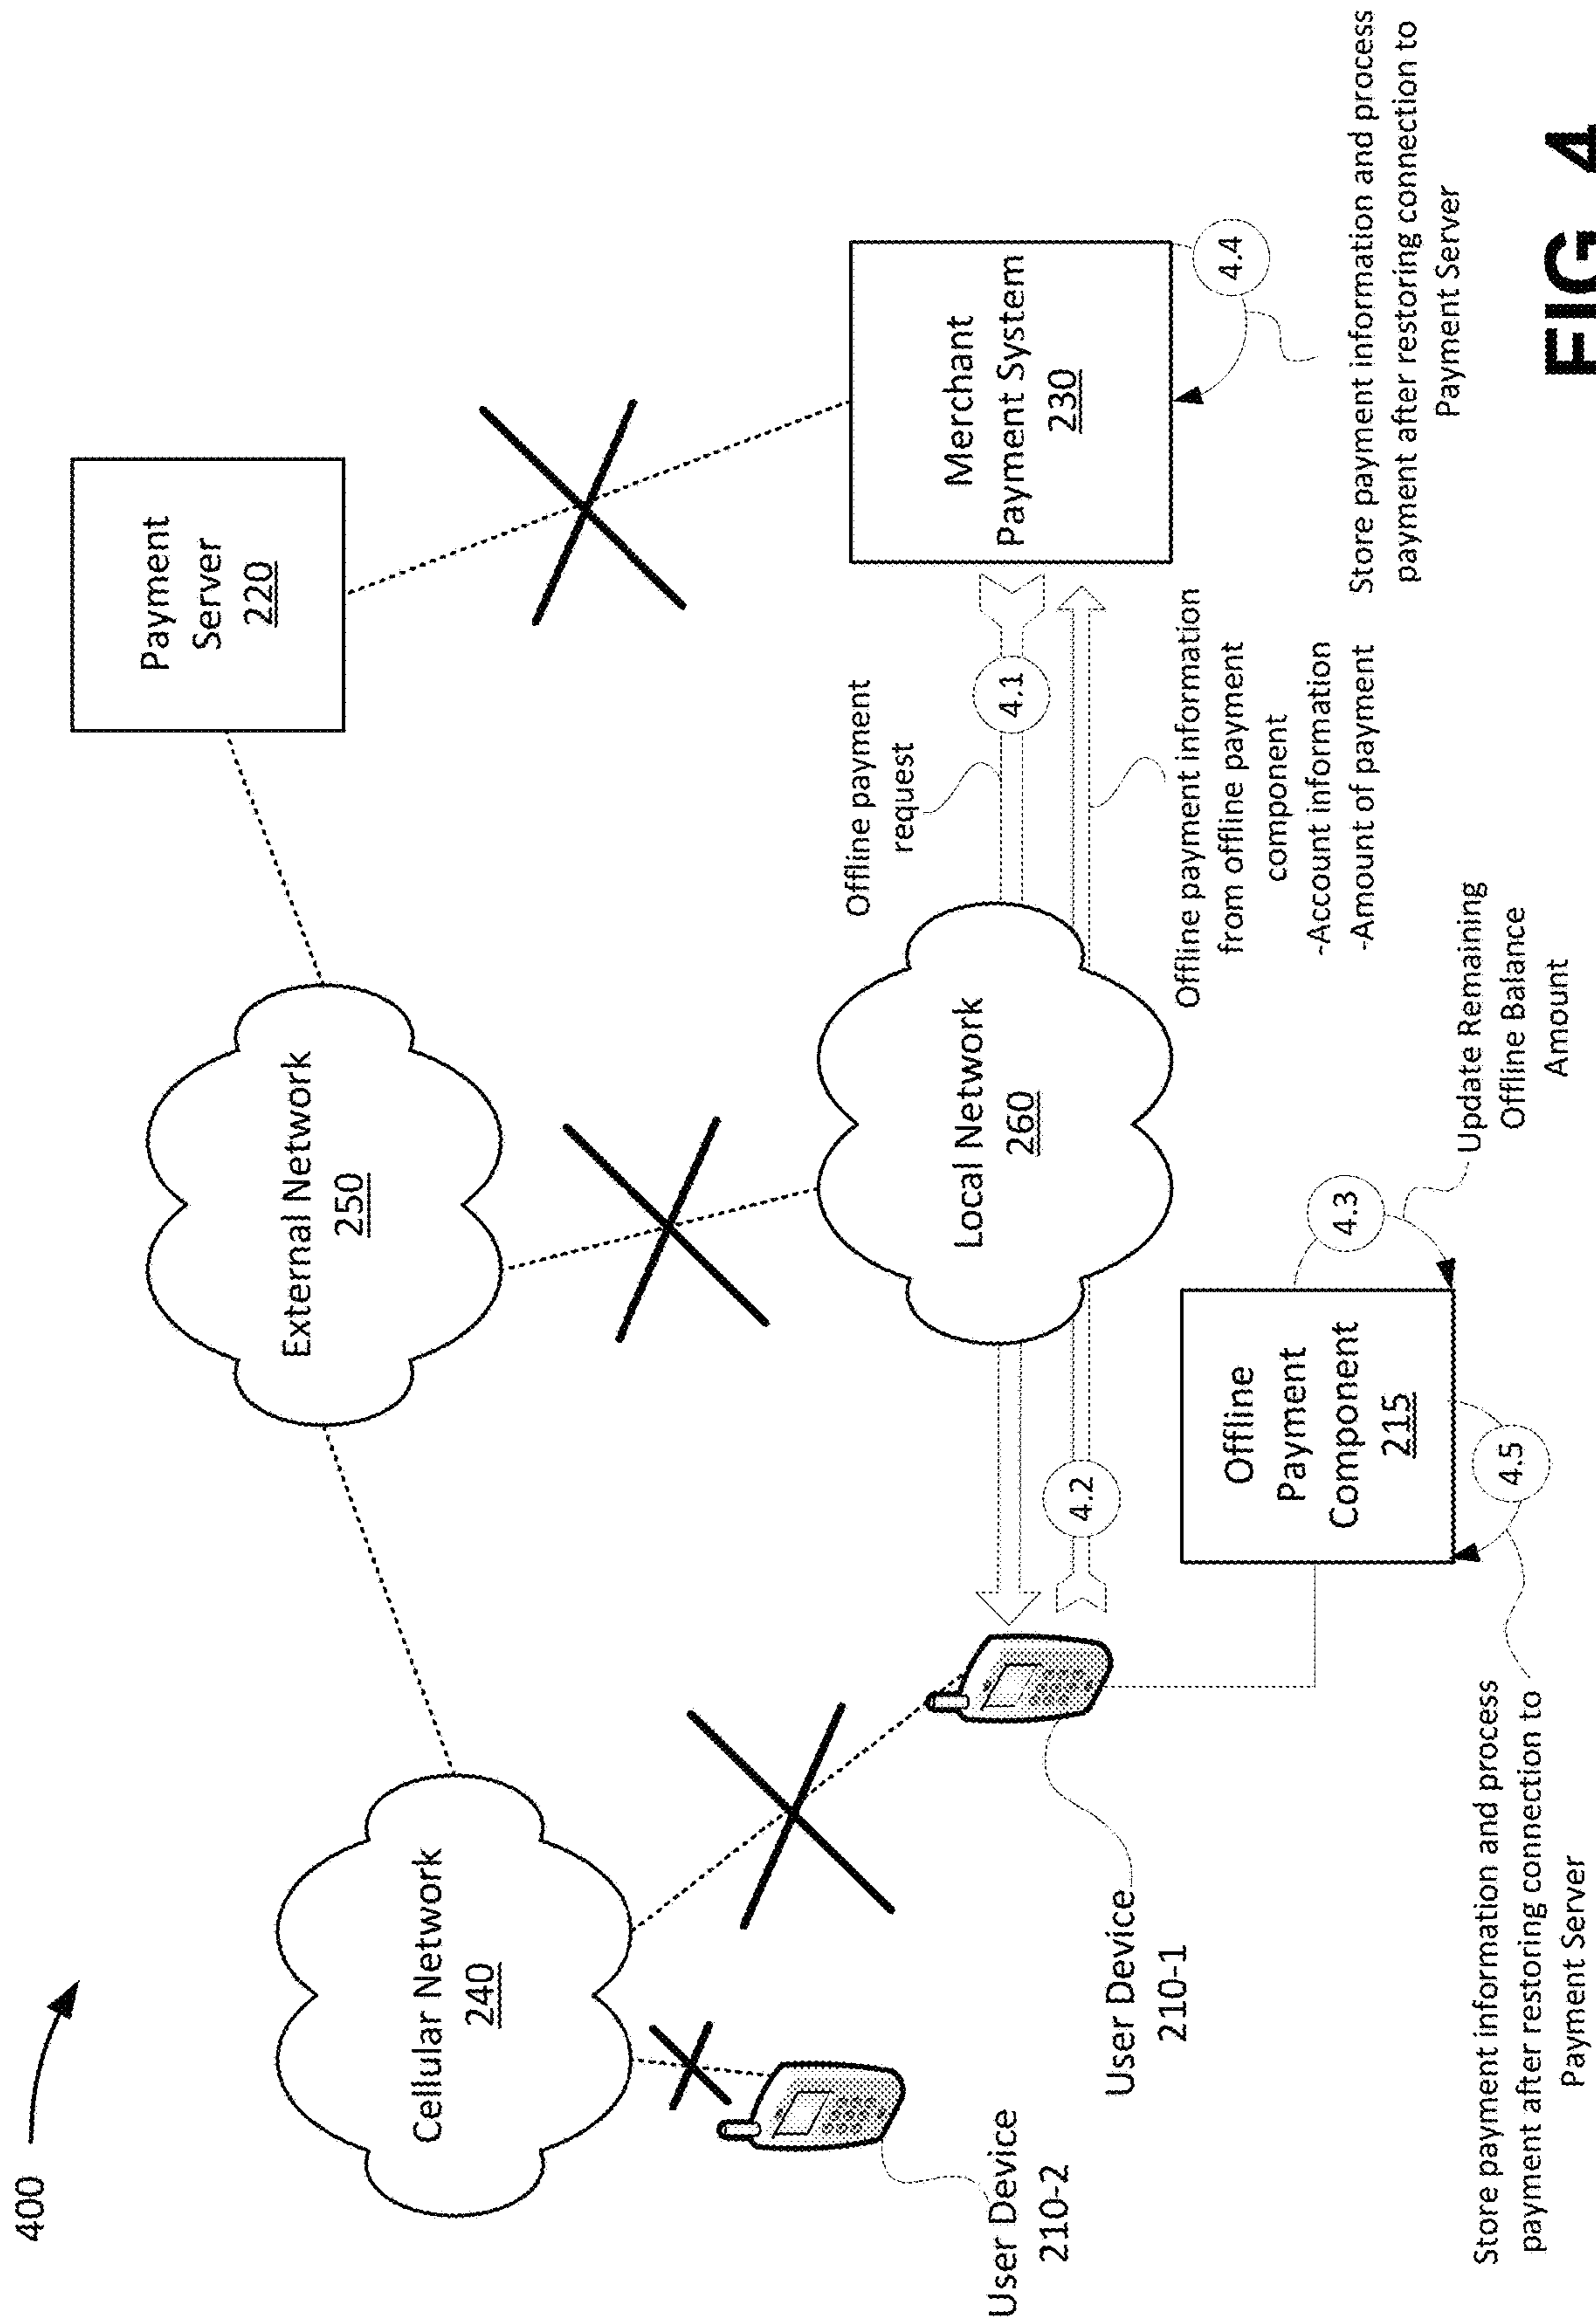 400
Cellular Network
240
External Network
250
Payment
Server
220
User Device
210-2
User Device
210-1
Local Network
260
Offline payment
request
4.1
4.2
Merchant
Payment System
230
4.4
Offline payment information
from offline payment
component
-Account information
-Amount of payment
Offline
Payment
Component
215
4.3
4.5
Update Remaining
Offline Balance
Amount
Store payment information and process
payment after restoring connection to
Payment Server
Store payment information and process
payment after restoring connection to
Payment Server
FIG. 4